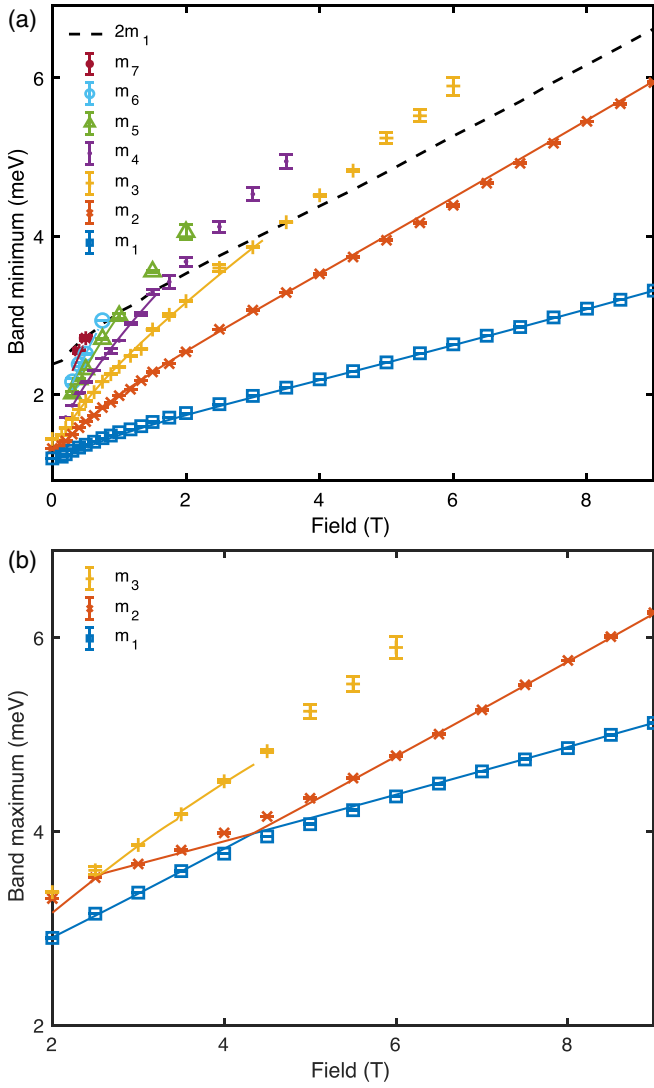 (a)
2m1
m7
m6
m5
m4
m3
m2
m1
6
4
2
Band minimum (meV)
0 2 4 6 8
Field (T)
(b)
m3
m2
m1
6
4
2
Band maximum (meV)
2 4 6 8
Field (T)